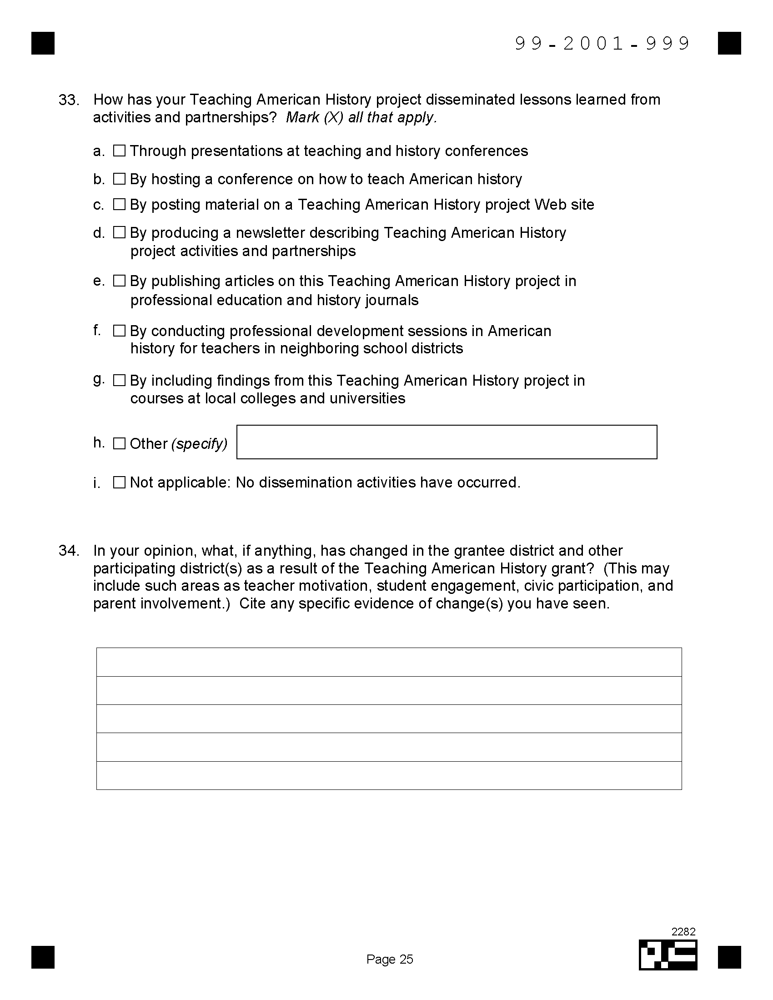 99-2001-999
33. How has your Teaching American History project disseminated lessons learned from
activities and partnerships? Mark (X) all that apply.
a. Through presentations at teaching and history conferences
b. By hosting a conference on how to teach American history
c. By posting material on a Teaching American History project Web site
d. By producing a newsletter describing Teaching American History
project activities and partnerships
e. By publishing articles on this Teaching American History project in
professional education and history journals
f. By conducting professional development sessions in American
history for teachers in neighboring school districts
g. By including findings from this Teaching American History project in
courses at local colleges and universities
h. Other (specify)
i. Not applicable: No dissemination activities have occurred.
34. In your opinion, what, if anything, has changed in the grantee district and other
participating district(s) as a result of the Teaching American History grant? (This may
include such areas as teacher motivation, student engagement, civic participation, and
parent involvement.) Cite any specific evidence of change(s) you have seen.
2282
Page 25